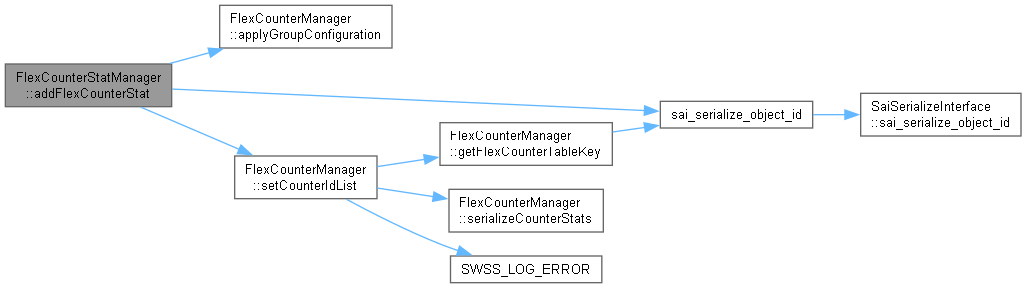 FlexCounterManager
::applyGroupConfiguration
FlexCounterStatManager
::addFlexCounterStat
sai_serialize_object_id
SaiSerializeInterface
::sai_serialize_object_id
FlexCounterManager
::getFlexCounterTableKey
FlexCounterManager
::setCounterIdList
FlexCounterManager
::serializeCounterStats
SWSS_LOG_ERROR